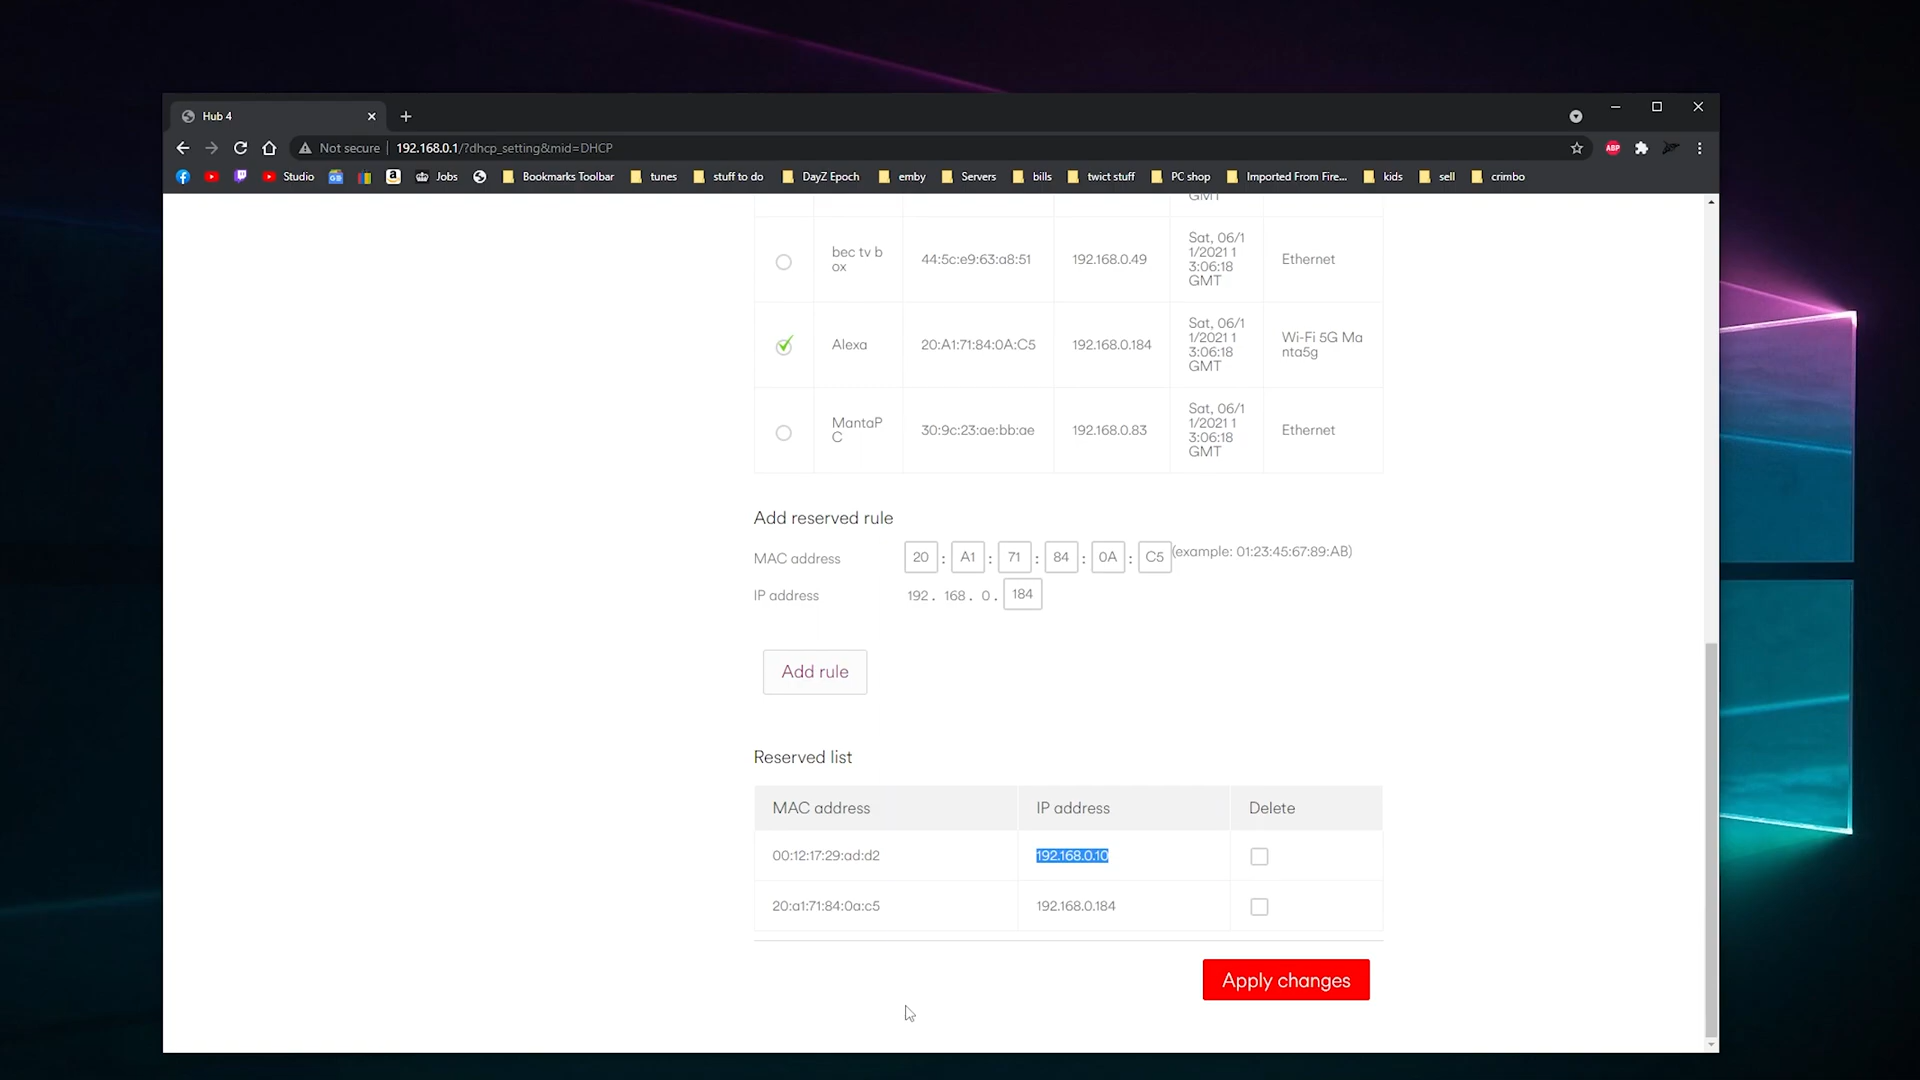 Hub 4
Not secure 192.168.0.1/?dhcp_setting&mid=DHCP
ABP
Studio Jobs Bookmarks Toolbar tunes stuff to do DayZ Epoch emby Servers bills twict stuff PC shop Imported From Fire... kids sell crimbo
GMT
bec tv b
ox
44:5c:e9:63:a8:51
192.168.0.49
Sat, 06/1
1/2021 1
3:06:18
GMT
Ethernet
Alexa
20:A1:71:84:0A:C5
192.168.0.184
Sat, 06/1
1/2021 1
3:06:18
GMT
Wi-Fi 5G Ma
nta5g
MantaP
C
30:9c:23:ae:bb:ae
192.168.0.83
Sat, 06/1
1/2021 1
3:06:18
GMT
Ethernet
Add reserved rule
MAC address 20 : A1 : 71 : 84 : 0A : C5 (example: 01:23:45:67:89:AB)
IP address 192 . 168 . 0 . 184
Add rule
Reserved list
MAC address IP address Delete
00:12:17:29:ad:d2 192.168.0.10
20:a1:71:84:0a:c5 192.168.0.184
Apply changes